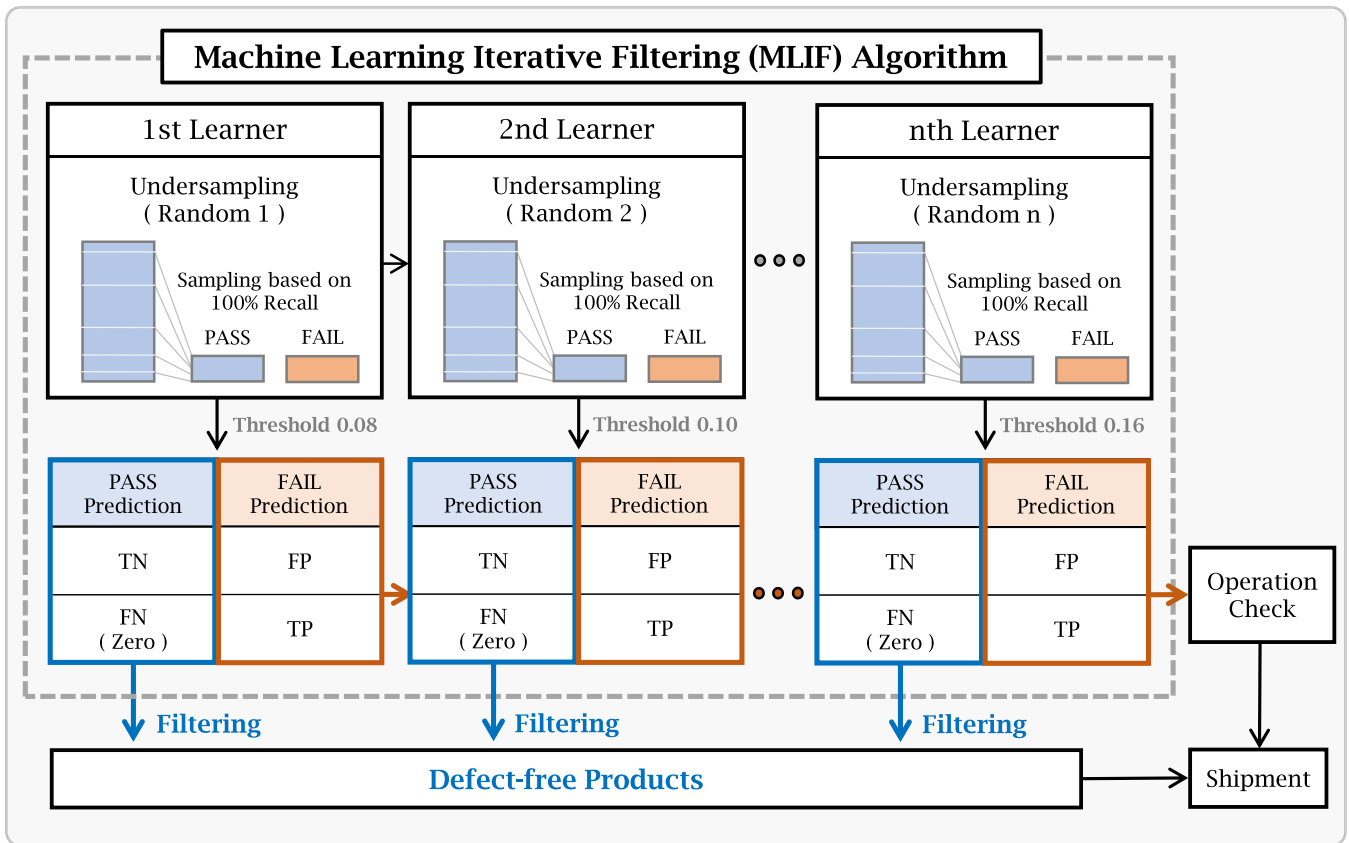 Machine Learning Iterative Filtering (MLIF) Algorithm
1st Learner
Undersampling
( Random 1 )
Sampling based on
100% Recall
PASS
FAIL
2nd Learner
Undersampling
( Random 2 )
Sampling based on
100% Recall
PASS
FAIL
nth Learner
Undersampling
( Random n )
Sampling based on
100% Recall
PASS
FAIL
Threshold 0.08
Threshold 0.10
Threshold 0.16
PASS
Prediction
FAIL
Prediction
TN
FP
FN
( Zero )
TP
PASS
Prediction
FAIL
Prediction
TN
FP
FN
( Zero )
TP
PASS
Prediction
FAIL
Prediction
TN
FP
FN
( Zero )
TP
Operation
Check
Filtering
Filtering
Filtering
Defect-free Products
Shipment